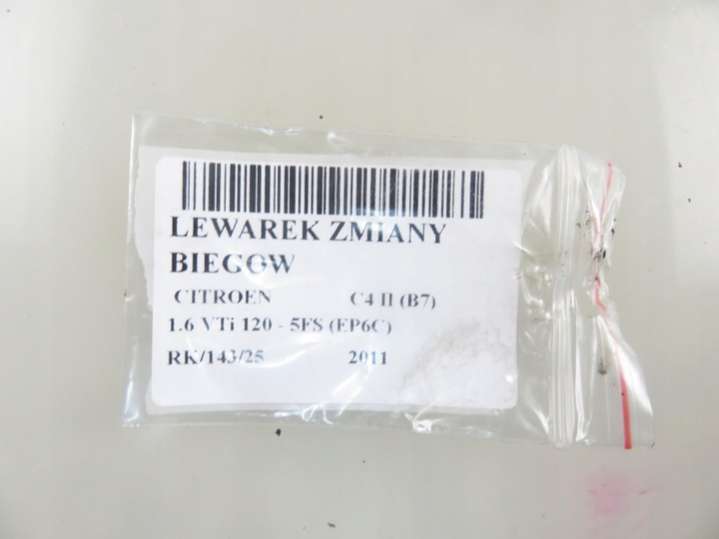 LEWAREK ZMIANY
BIEGOW
CITROEN C4 II (B7)
1.6 VTi 120 - 5FS (EP6C)
RK/143/25 2011